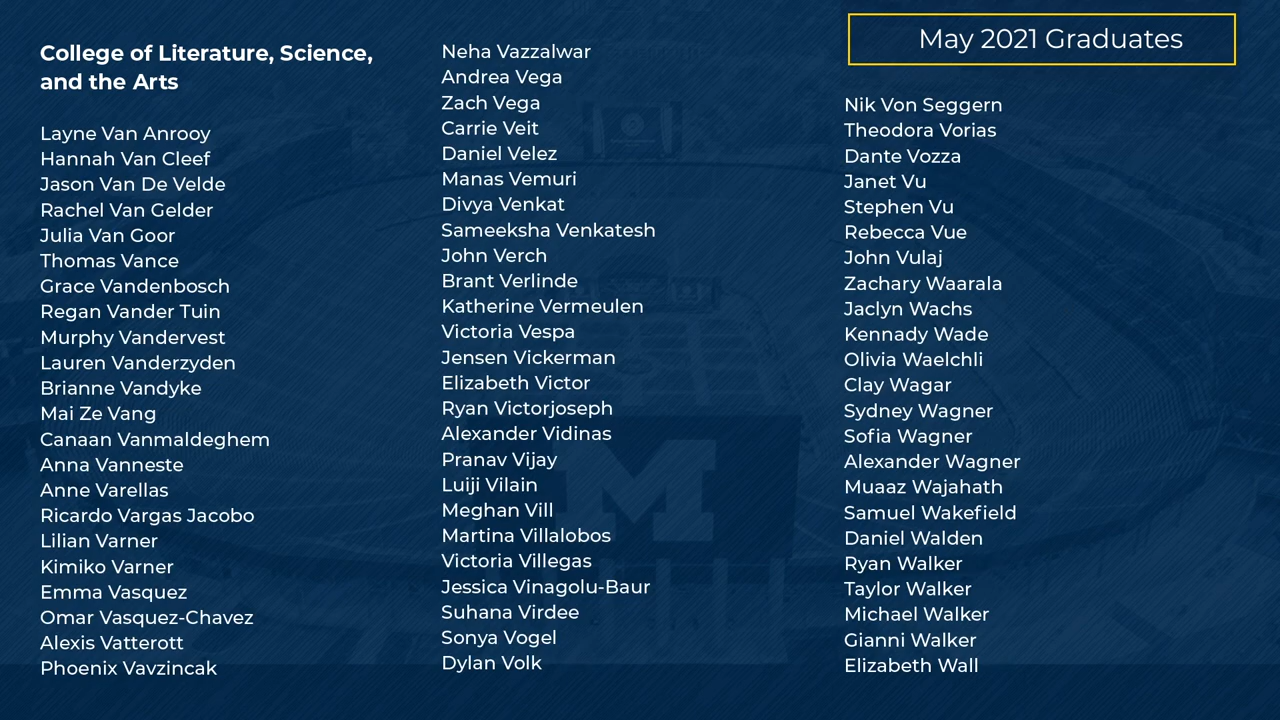 College of Literature, Science,
and the Arts
Layne Van Anrooy
Hannah Van Cleef
Jason Van De Velde
Rachel Van Gelder
Julia Van Goor
Thomas Vance
Grace Vandenbosch
Regan Vander Tuin
Murphy Vandervest
Lauren Vanderzyden
Brianne Vandyke
Mai Ze Vang
Canaan Vanmaldeghem
Anna Vanneste
Anne Varellas
Ricardo Vargas Jacobo
Lilian Varner
Kimiko Varner
Emma Vasquez
Omar Vasquez-Chavez
Alexis Vatterott
Phoenix Vavzincak
Neha Vazzalwar
Andrea Vega
Zach Vega
Carrie Veit
Daniel Velez
Manas Vemuri
Divya Venkat
Sameeksha Venkatesh
John Verch
Brant Verlinde
Katherine Vermeulen
Victoria Vespa
Jensen Vickerman
Elizabeth Victor
Ryan Victorjoseph
Alexander Vidinas
Pranav Vijay
Luiji Vilain
Meghan Vill
Martina Villalobos
Victoria Villegas
Jessica Vinagolu-Baur
Suhana Virdee
Sonya Vogel
Dylan Volk
May 2021 Graduates
Nik Von Seggern
Theodora Vorias
Dante Vozza
Janet Vu
Stephen Vu
Rebecca Vue
John Vulaj
Zachary Waarala
Jaclyn Wachs
Kennady Wade
Olivia Waelchli
Clay Wagar
Sydney Wagner
Sofia Wagner
Alexander Wagner
Muaaz Wajahath
Samuel Wakefield
Daniel Walden
Ryan Walker
Taylor Walker
Michael Walker
Gianni Walker
Elizabeth Wall
M